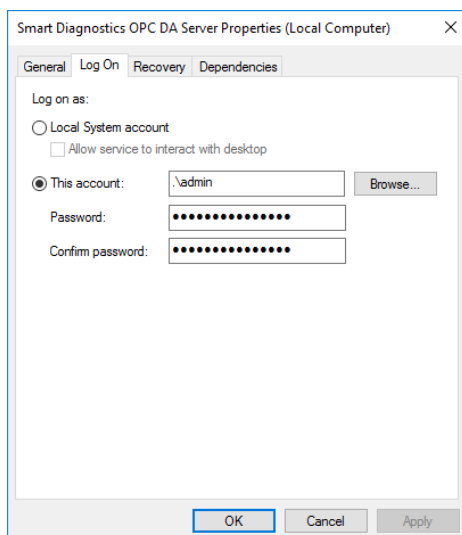 Smart Diagnostics OPC DA Server Properties (Local Computer)
General Log On Recovery Dependencies
Log on as:
Local System account
Allow service to interact with desktop
This account: .\admin Browse...
Password: •••••••••••••••
Confirm password: •••••••••••••••
OK Cancel Apply